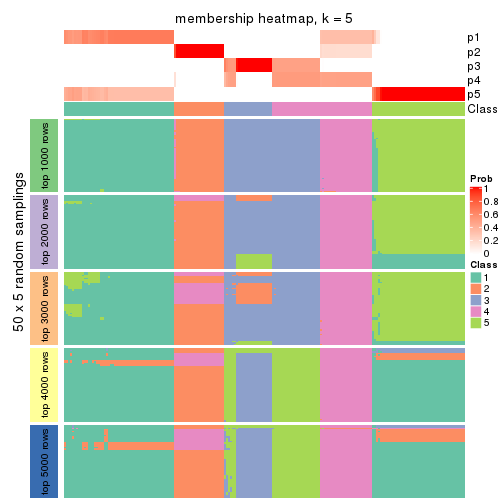 membership heatmap, k = 5
p1
p2
p3
p4
p5
Class
50 x 5 random samplings
top 1000 rows
top 2000 rows
top 3000 rows
top 4000 rows
top 5000 rows
Prob
1
0.8
0.6
0.4
0.2
0
Class
1
2
3
4
5